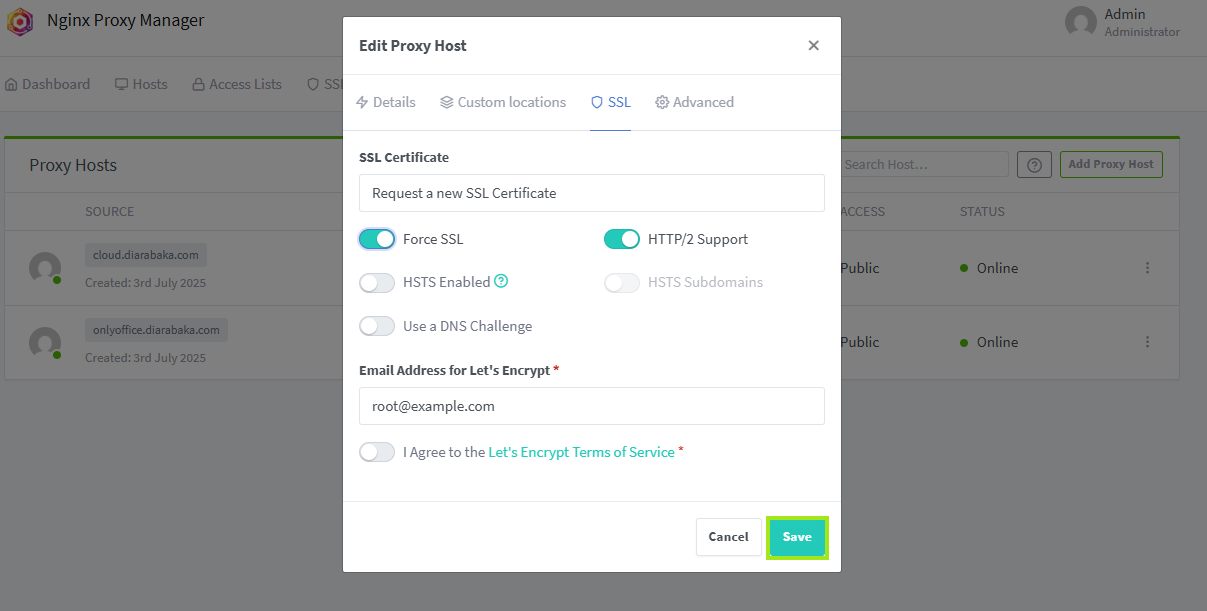 Nginx Proxy Manager
Admin
Administrator
Dashboard
Hosts
Access Lists
Proxy Hosts
Search Host…
Add Proxy Host
SOURCE
ACCESS
STATUS
cloud.diarabaka.com
Created: 3rd July 2025
Public
Online
onlyoffice.diarabaka.com
Created: 3rd July 2025
Public
Online
Edit Proxy Host
Details
Custom locations
SSL
Advanced
SSL Certificate
Request a new SSL Certificate
Force SSL
HTTP/2 Support
HSTS Enabled
HSTS Subdomains
Use a DNS Challenge
Email Address for Let's Encrypt *
root@example.com
I Agree to the Let's Encrypt Terms of Service *
Cancel
Save